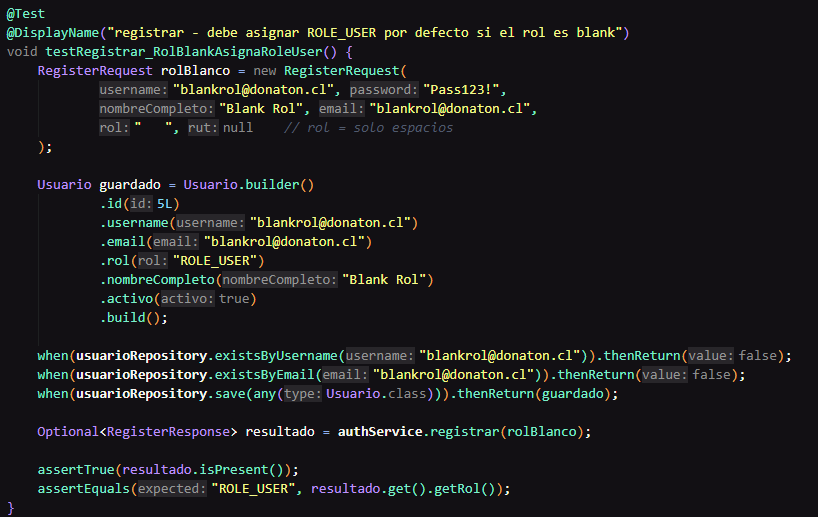 @Test
@DisplayName("registrar - debe asignar ROLE_USER por defecto si el rol es blank")
void testRegistrar_RolBlankAsignaRoleUser() {
    RegisterRequest rolBlanco = new RegisterRequest(
            username: "blankrol@donaton.cl", password: "Pass123!",
            nombreCompleto: "Blank Rol", email: "blankrol@donaton.cl",
            rol: "   ", rut: null    // rol = solo espacios
    );

    Usuario guardado = Usuario.builder()
            .id(id: 5L)
            .username(username: "blankrol@donaton.cl")
            .email(email: "blankrol@donaton.cl")
            .rol(rol: "ROLE_USER")
            .nombreCompleto(nombreCompleto: "Blank Rol")
            .activo(activo: true)
            .build();

    when(usuarioRepository.existsByUsername(username: "blankrol@donaton.cl")).thenReturn(value: false);
    when(usuarioRepository.existsByEmail(email: "blankrol@donaton.cl")).thenReturn(value: false);
    when(usuarioRepository.save(any(type: Usuario.class))).thenReturn(guardado);

    Optional<RegisterResponse> resultado = authService.registrar(rolBlanco);

    assertTrue(resultado.isPresent());
    assertEquals(expected: "ROLE_USER", resultado.get().getRol());
}